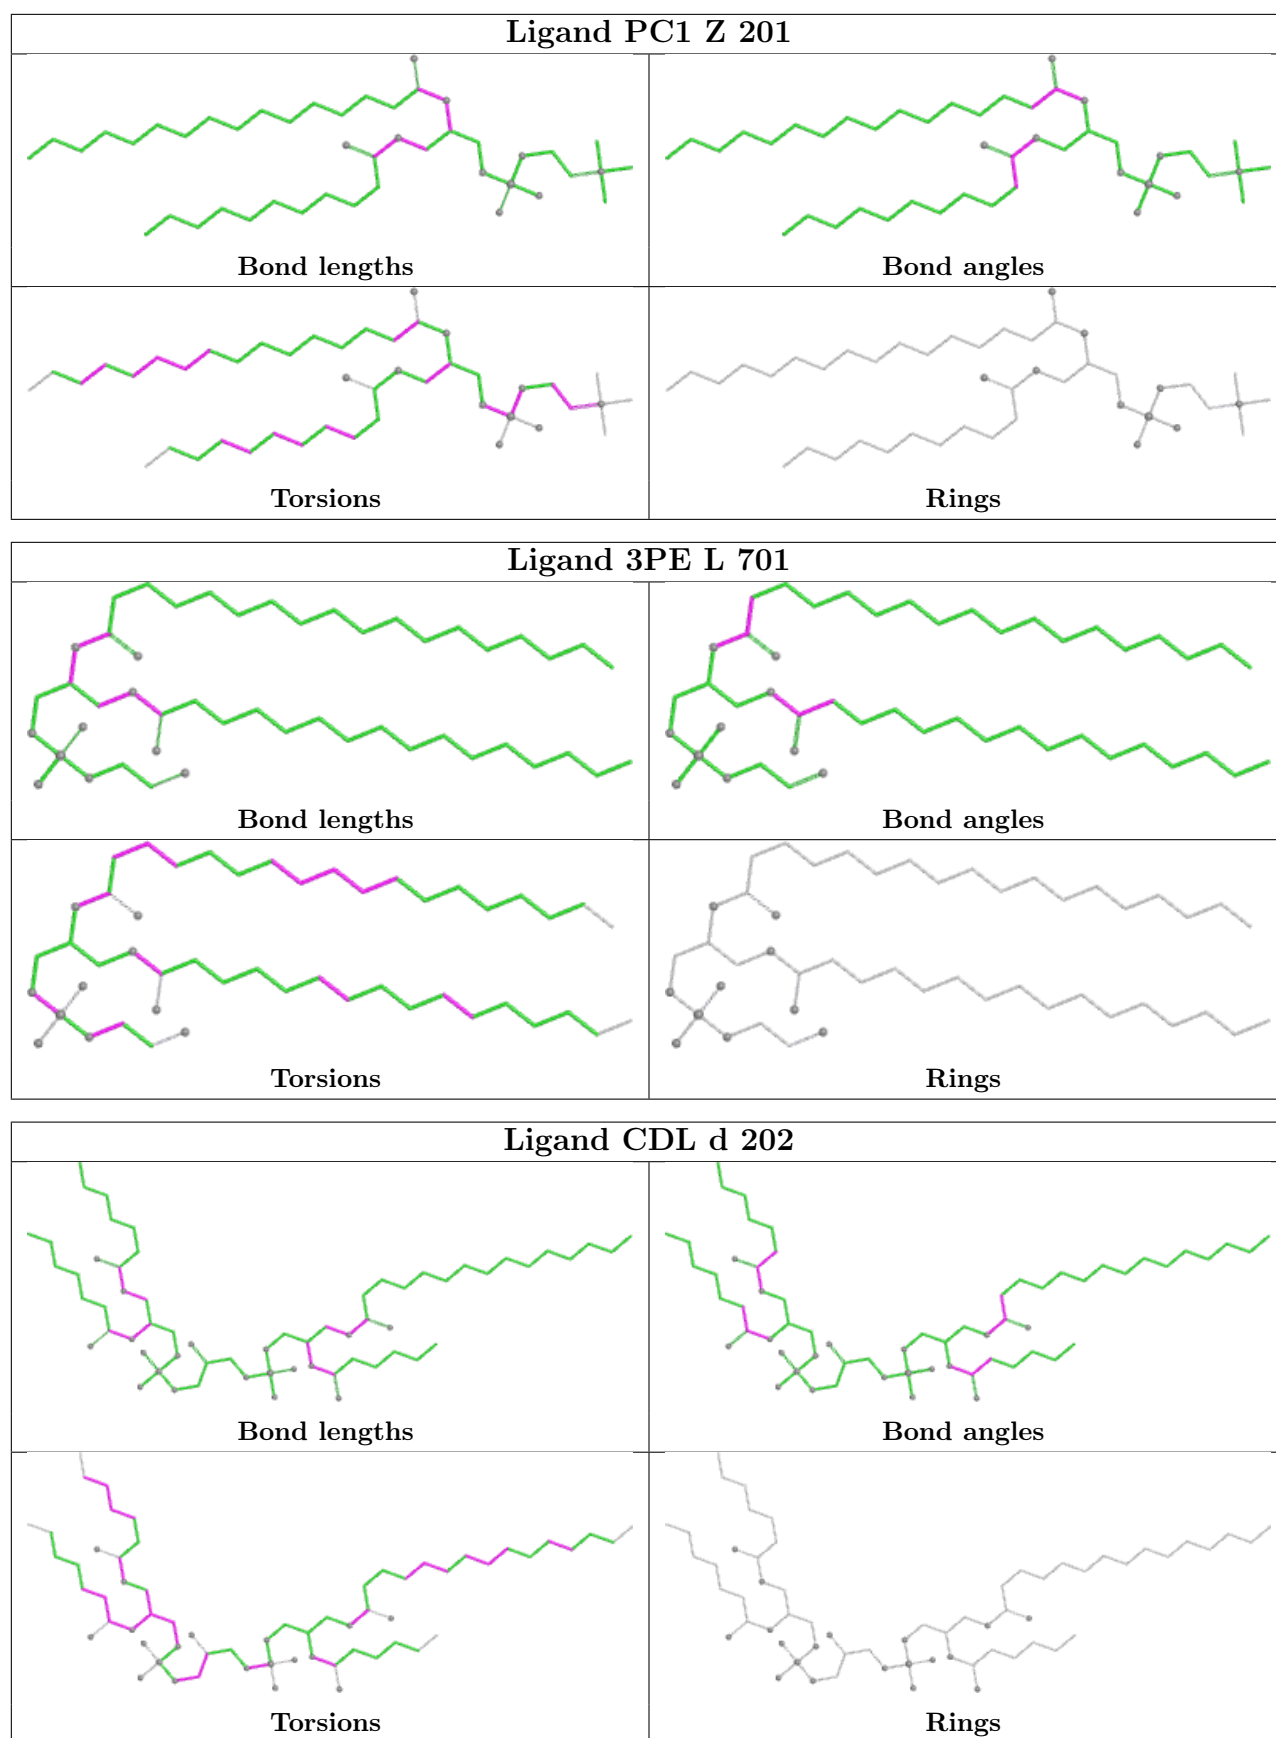 Ligand PC1 Z 201
Bond lengths
Bond angles
Torsions
Rings
Ligand 3PE L 701
Bond lengths
Bond angles
Torsions
Rings
Ligand CDL d 202
Bond lengths
Bond angles
Torsions
Rings